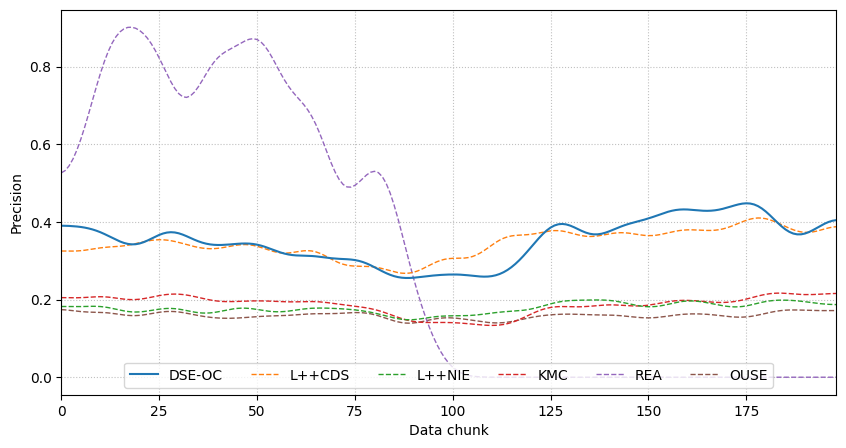 0.8
0.6
0.4
0.2
0.0
Precision
DSE-OC L++CDS L++NIE KMC REA OUSE
0 25 50 75 100 125 150 175
Data chunk